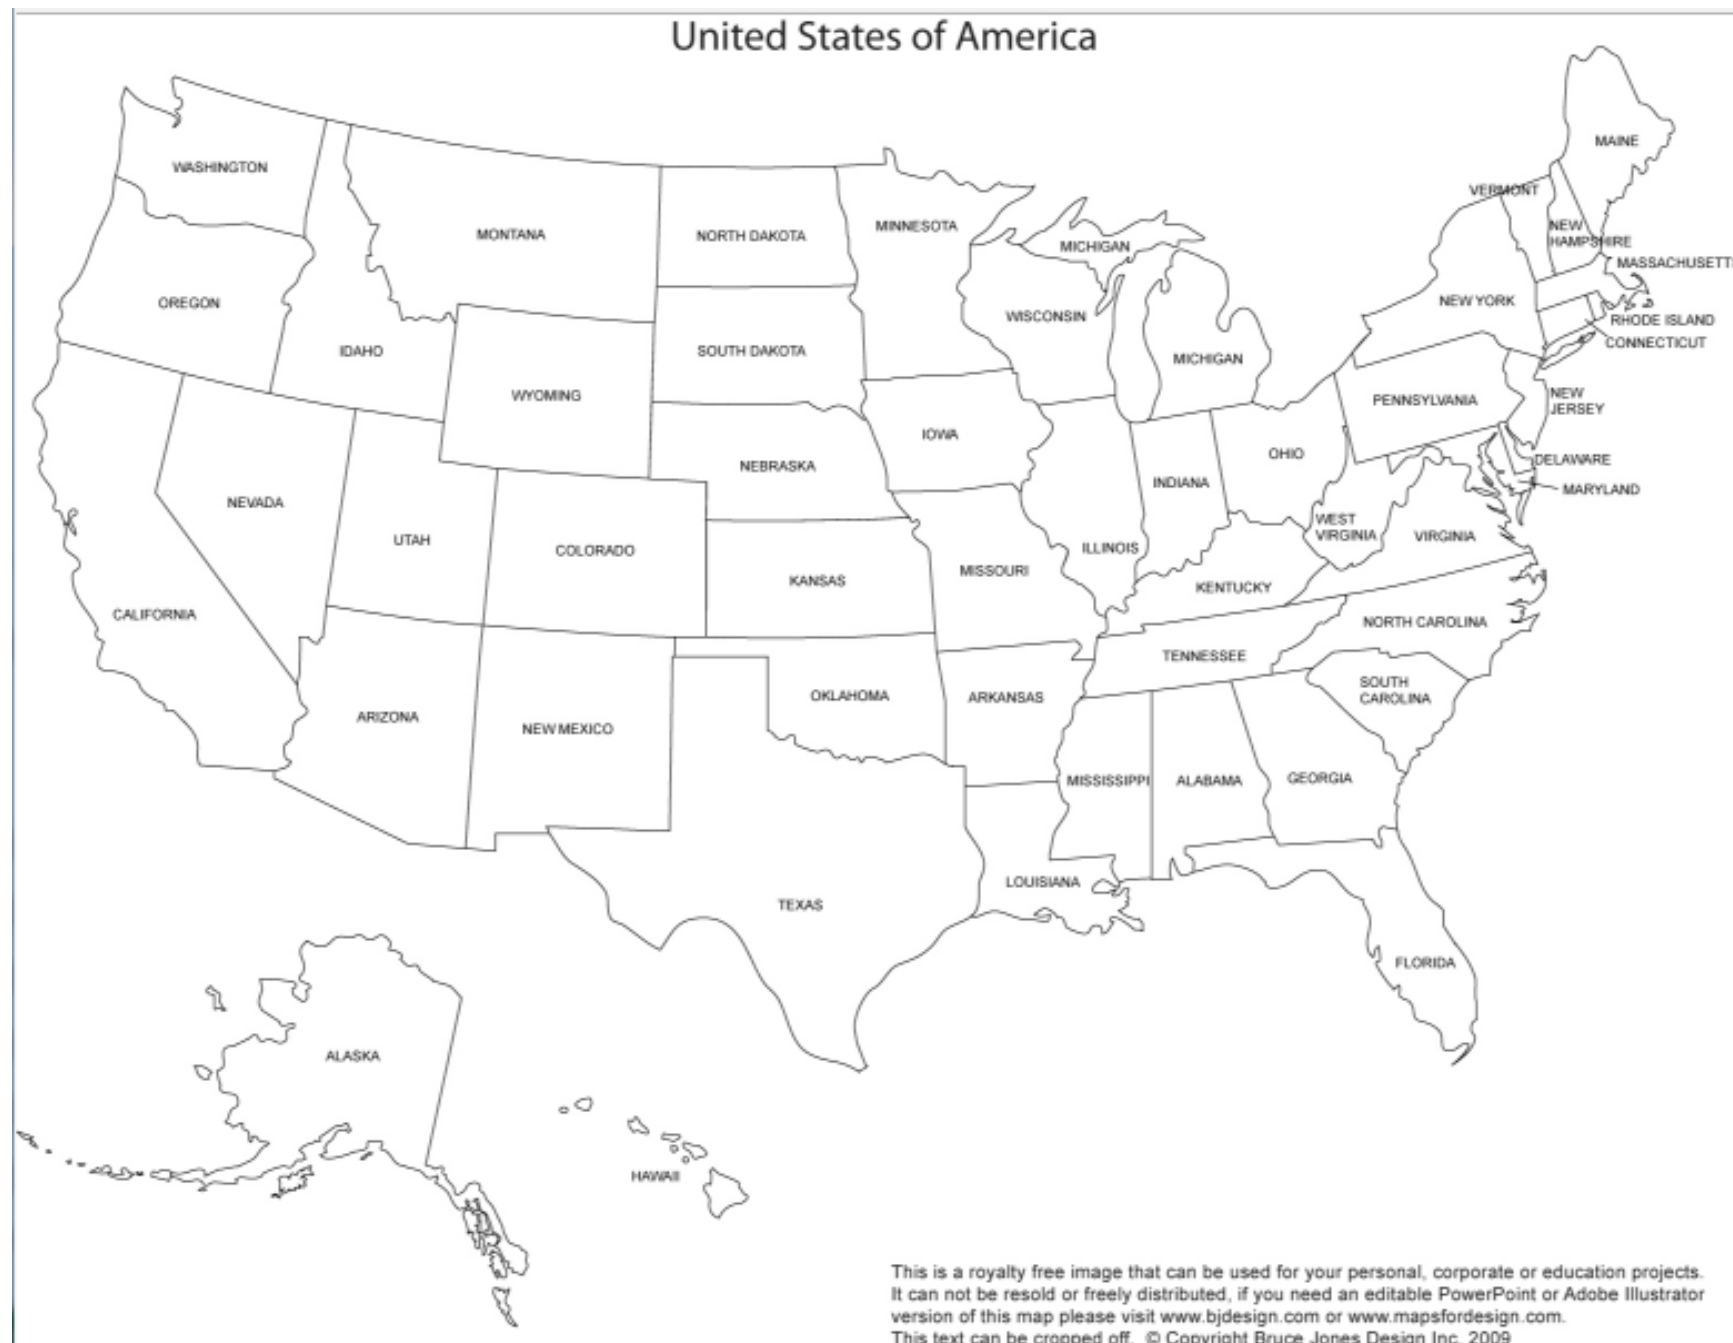 United States of America
MAINE
WASHINGTON
VERMONT
MONTANA
NORTH DAKOTA
MINNESOTA
NEW
HAMPSHIRE
MICHIGAN
MASSACHUSETT
OREGON
NEW YORK
WISCONSIN
RHODE ISLAND
CONNECTICUT
IDAHO
SOUTH DAKOTA
MICHIGAN
WYOMING
PENNSYLVANIA
NEW
JERSEY
IOWA
OHIO
DELAWARE
NEBRASKA
INDIANA
MARYLAND
NEVADA
WEST
VIRGINIA
VIRGINIA
UTAH
COLORADO
ILLINOIS
MISSOURI
KANSAS
KENTUCKY
CALIFORNIA
NORTH CAROLINA
TENNESSEE
SOUTH
CAROLINA
OKLAHOMA
ARKANSAS
ARIZONA
NEW MEXICO
MISSISSIPPI
ALABAMA
GEORGIA
LOUISIANA
TEXAS
FLORIDA
ALASKA
HAWAII
This is a royalty free image that can be used for your personal, corporate or education projects.
It can not be resold or freely distributed, if you need an editable PowerPoint or Adobe Illustrator
version of this map please visit www.bjdesign.com or www.mapsfordesign.com.
This text can be cropped off. © Copyright Bruce Jones Design Inc. 2009